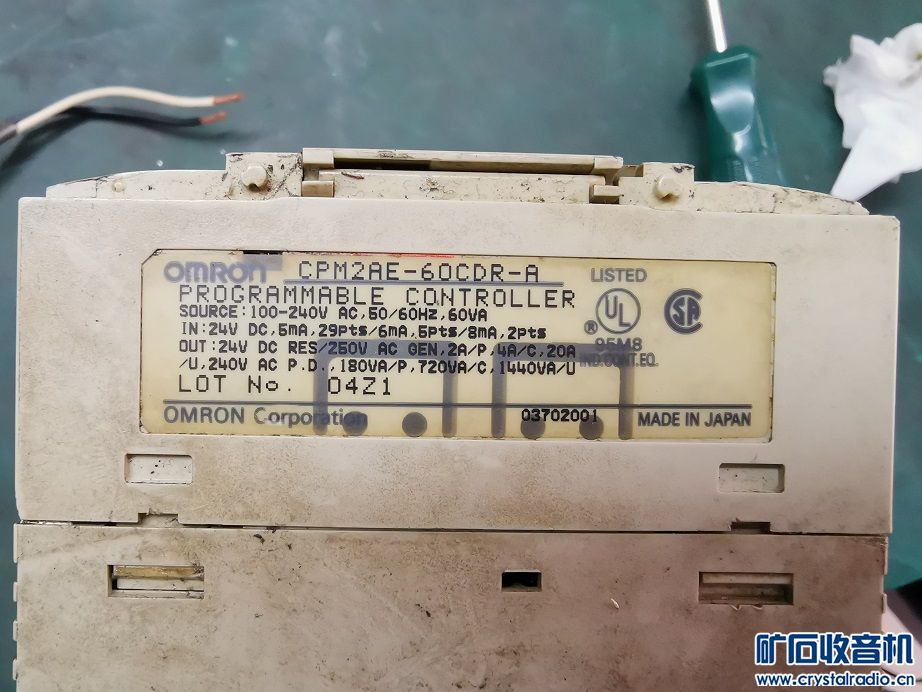 OMRON CPM2AE-60CDR-A LISTED
PROGRAMMABLE CONTROLLER
SOURCE:100-240V AC,50/60Hz,60VA
IN:24V DC,5mA,29pts/6mA,5pts/8mA,2pts
OUT:24V DC RES/250V AC GEN,2A/P,4A/C,20A
/U,240V AC P.D.,180VA/P,720VA/C,1440VA/U
LOT No. 04Z1
UL
®
SA
95M8
IND.CONT.EQ.
OMRON Corporation 03702001 MADE IN JAPAN
矿石收音机
www.crystalradio.cn